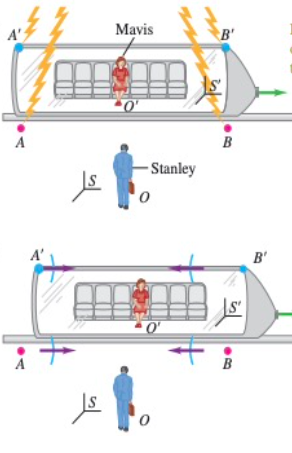 A' Mavis B'
S'
O'
A B
Stanley
S O
A' B'
S'
O'
A B
S O